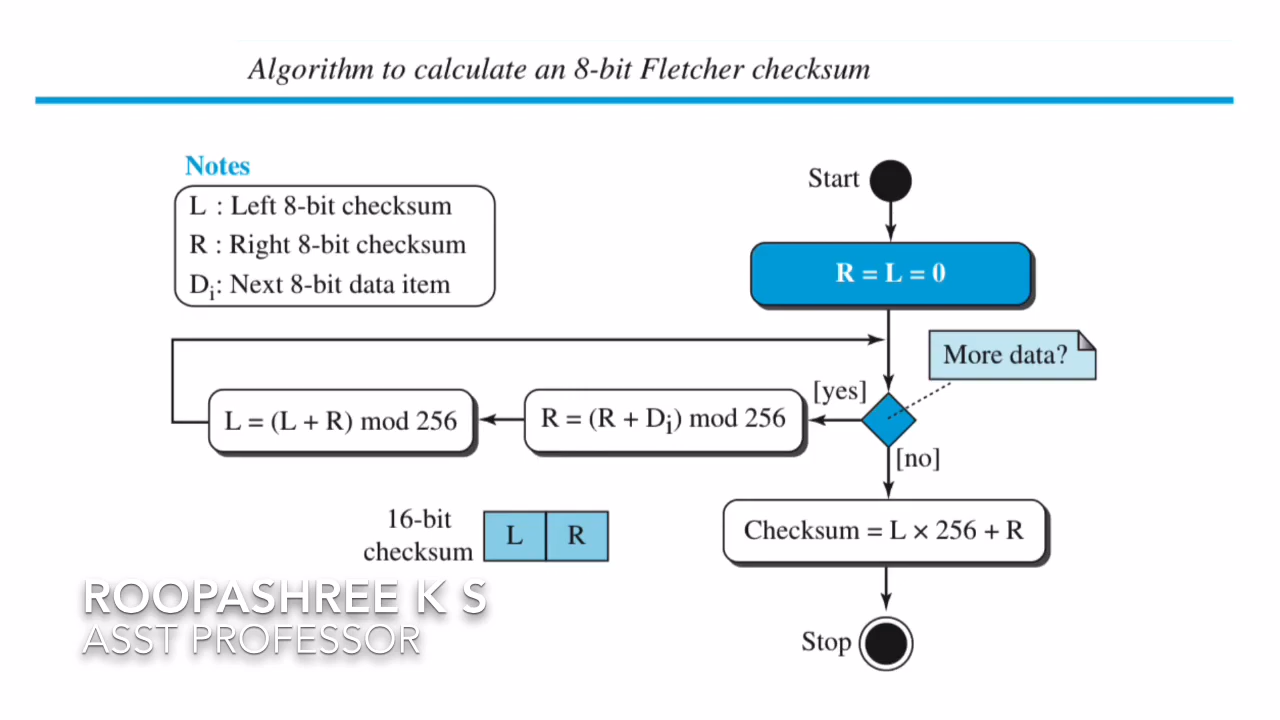 Algorithm to calculate an 8-bit Fletcher checksum
Notes
L : Left 8-bit checksum
R : Right 8-bit checksum
Di: Next 8-bit data item
Start
R = L = 0
More data?
[yes]
L = (L + R) mod 256
R = (R + Di) mod 256
[no]
16-bit
checksum
L
R
Checksum = L × 256 + R
Stop
ROOPASHREE K S
ASST PROFESSOR